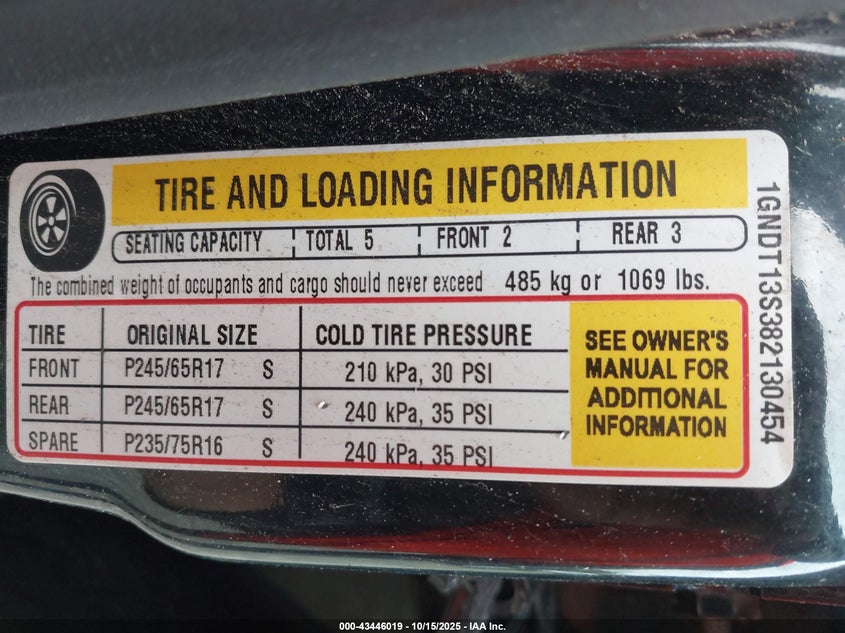 TIRE AND LOADING INFORMATION
SEATING CAPACITY TOTAL 5 FRONT 2 REAR 3
The combined weight of occupants and cargo should never exceed 485 kg or 1069 lbs.
TIRE ORIGINAL SIZE COLD TIRE PRESSURE
FRONT P245/65R17 S 210 kPa, 30 PSI
REAR P245/65R17 S 240 kPa, 35 PSI
SPARE P235/75R16 S 240 kPa, 35 PSI
SEE OWNER'S
MANUAL FOR
ADDITIONAL
INFORMATION
1GNDT13S382130454
000-43446019 - 10/15/2025 - IAA Inc.